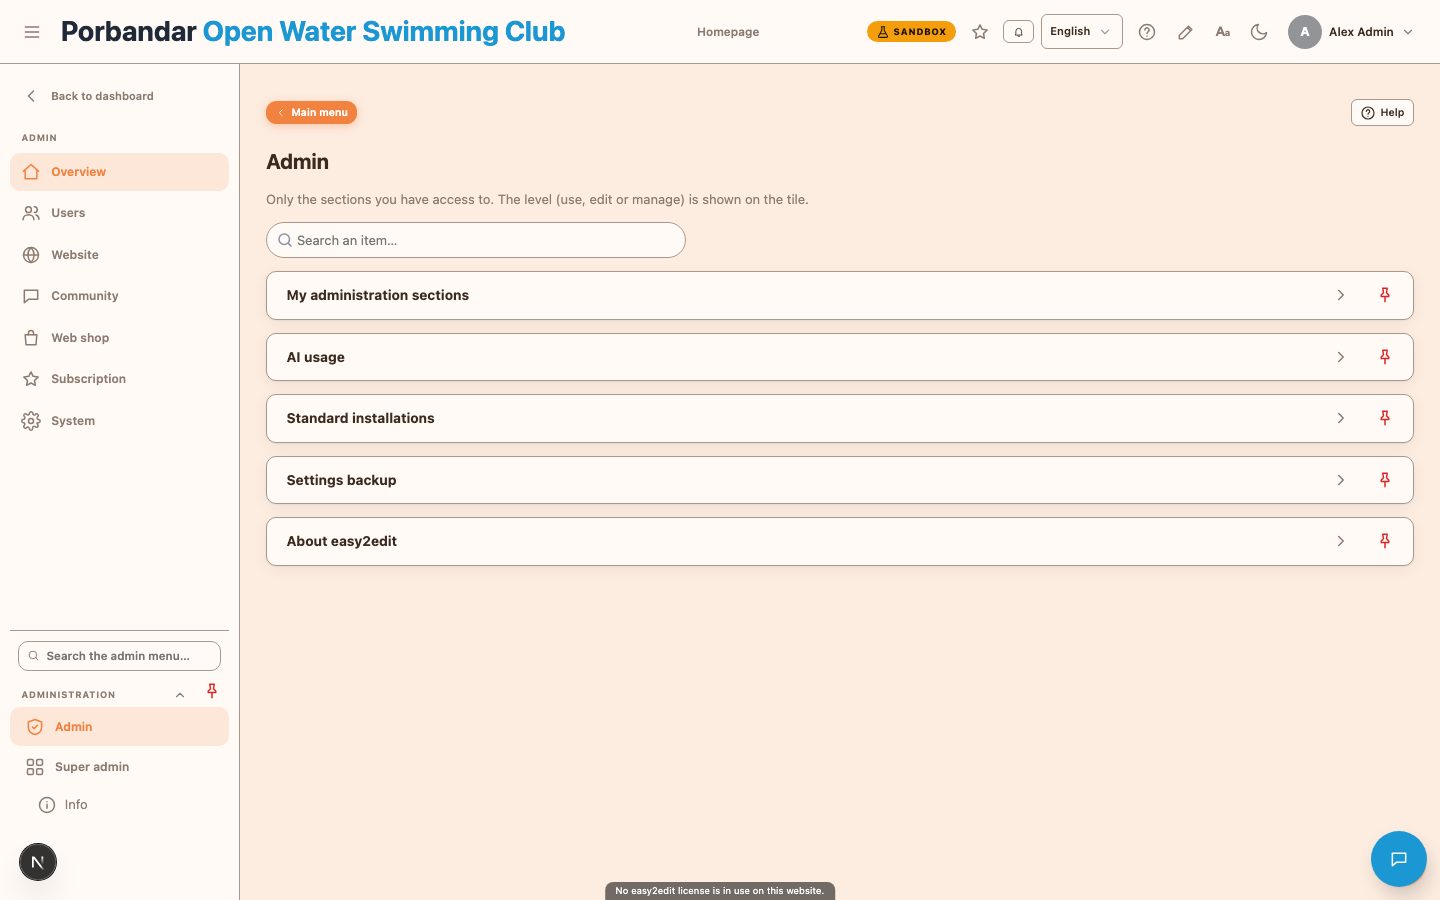 Porbandar Open Water Swimming Club
Homepage
SANDBOX
English
Aa
A
Alex Admin
Back to dashboard
ADMIN
Overview
Users
Website
Community
Web shop
Subscription
System
Search the admin menu...
ADMINISTRATION
Admin
Super admin
Info
N
Main menu
Help
Admin
Only the sections you have access to. The level (use, edit or manage) is shown on the tile.
Search an item...
My administration sections
AI usage
Standard installations
Settings backup
About easy2edit
No easy2edit license is in use on this website.